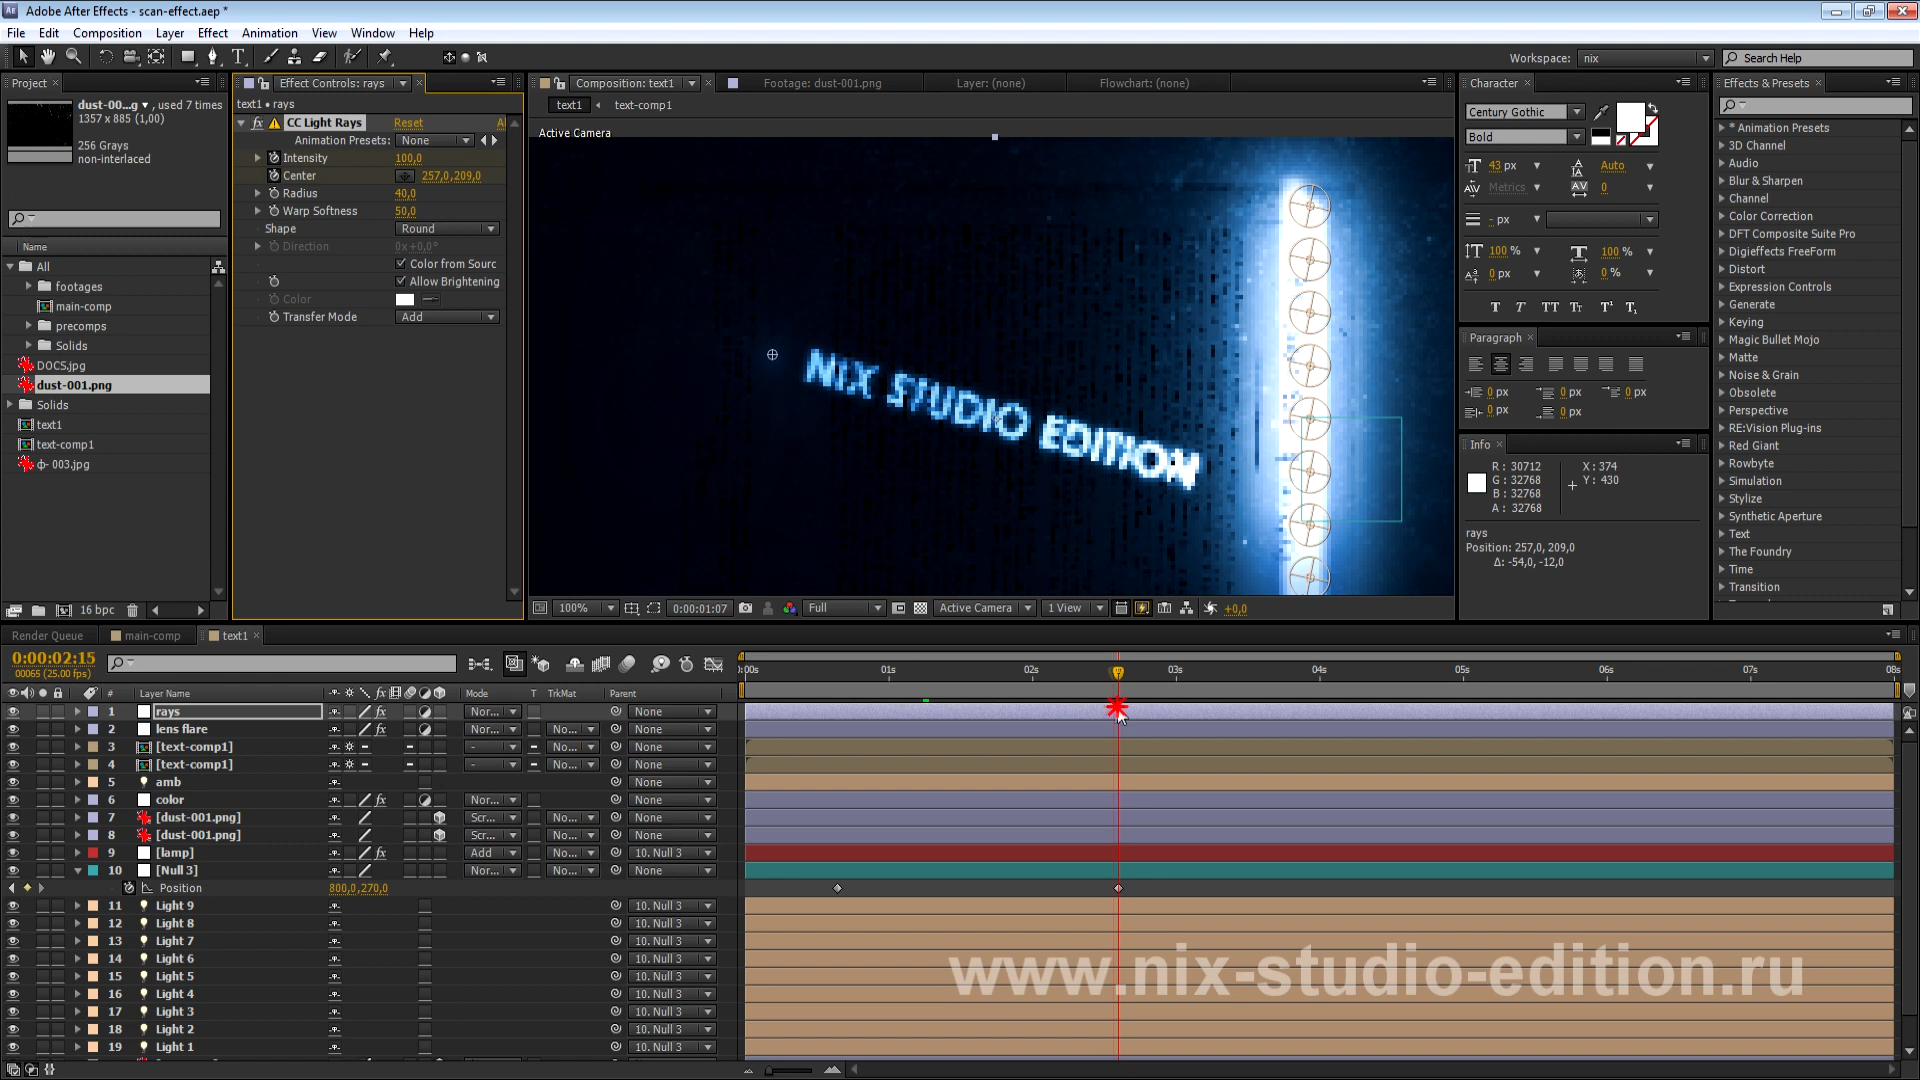 Adobe After Effects - scan-effect.aep *
File Edit Composition Layer Effect Animation View Window Help
Workspace: nix Search Help
Project
dust-00...g ▾ , used 7 times
1357 x 885 (1,00)
256 Grays
non-interlaced
Name
All
footages
main-comp
precomps
Solids
DOCS.jpg
dust-001.png
Solids
text1
text-comp1
ф- 003.jpg
16 bpc
Effect Controls: rays
text1 • rays
fx CC Light Rays Reset A
Animation Presets: None
Intensity 100,0
Center 257,0,209,0
Radius 40,0
Warp Softness 50,0
Shape Round
Direction 0x+0,0°
Color from Sourc
Allow Brightening
Color
Transfer Mode Add
Composition: text1 Footage: dust-001.png Layer: (none) Flowchart: (none)
text1 text-comp1
Active Camera
NIX STUDIO EDITION
100% 0:00:01:07 Full Active Camera 1 View +0,0
Character
Century Gothic
Bold
43 px Auto
Metrics 0
- px
100 % 100 %
0 px 0 %
T T TT Tt T¹ T₁
Paragraph
0 px 0 px 0 px
0 px 0 px
Info
R : 30712
G : 32768
B : 32768
A : 32768
X : 374
Y : 430
rays
Position: 257,0, 209,0
Δ: -54,0, -12,0
Effects & Presets
* Animation Presets
3D Channel
Audio
Blur & Sharpen
Channel
Color Correction
DFT Composite Suite Pro
Digieffects FreeForm
Distort
Expression Controls
Generate
Keying
Magic Bullet Mojo
Matte
Noise & Grain
Obsolete
Perspective
RE:Vision Plug-ins
Red Giant
Rowbyte
Simulation
Stylize
Synthetic Aperture
Text
The Foundry
Time
Transition
Render Queue main-comp text1
0:00:02:15
00065 (25.00 fps)
:00s 01s 02s 03s 04s 05s 06s 07s 08s
# Layer Name fx Mode T TrkMat Parent
1 rays fx Nor... None
2 lens flare fx Nor... No... None
3 [text-comp1] - No... None
4 [text-comp1] - No... None
5 amb None
6 color fx Nor... No... None
7 [dust-001.png] Scr... No... None
8 [dust-001.png] Scr... No... None
9 [lamp] fx Add No... 10. Null 3
10 [Null 3] Nor... No... None
Position 800,0,270,0
11 Light 9 10. Null 3
12 Light 8 10. Null 3
13 Light 7 10. Null 3
14 Light 6 10. Null 3
15 Light 5 10. Null 3
16 Light 4 10. Null 3
17 Light 3 10. Null 3
18 Light 2 10. Null 3
19 Light 1 10. Null 3
www.nix-studio-edition.ru